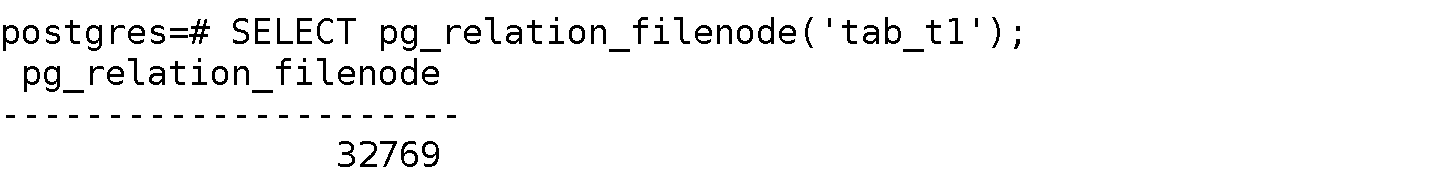 postgres=# SELECT pg_relation_filenode('tab_t1');
 pg_relation_filenode
----------------------
                32769